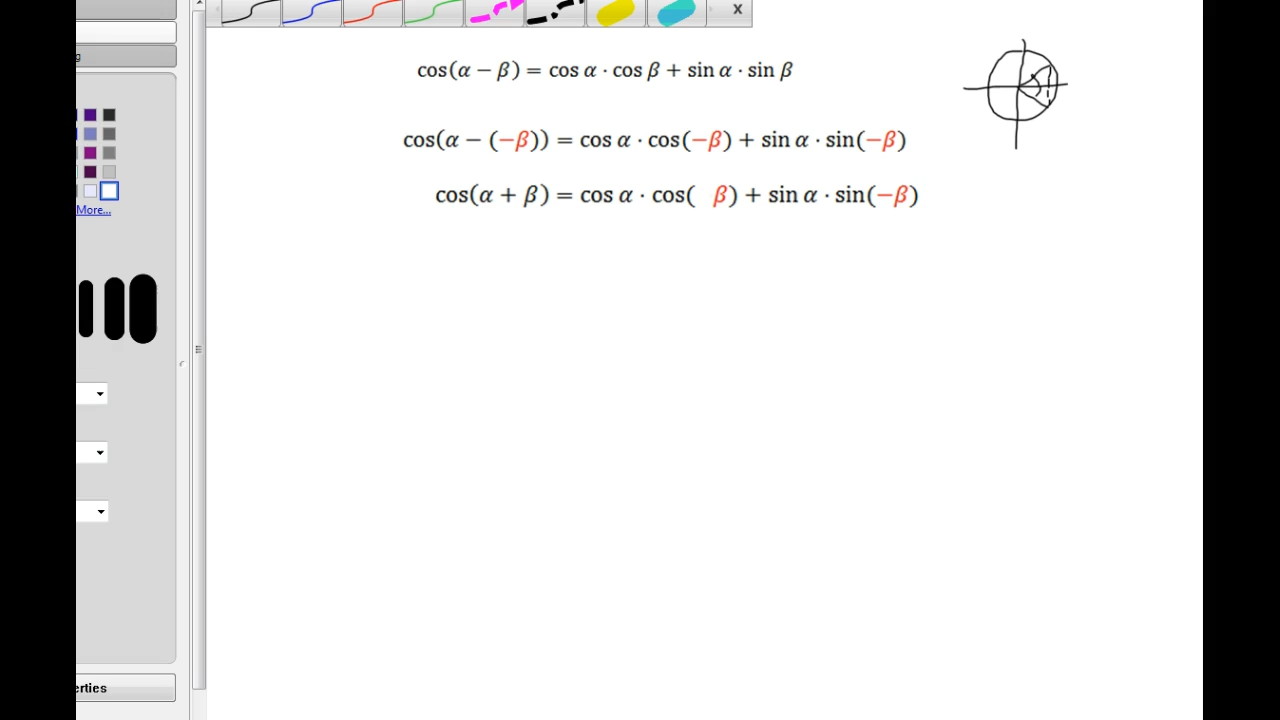 x
g
cos(α − β) = cos α · cos β + sin α · sin β
cos(α − (−β)) = cos α · cos(−β) + sin α · sin(−β)
cos(α + β) = cos α · cos( β) + sin α · sin(−β)
More...
erties